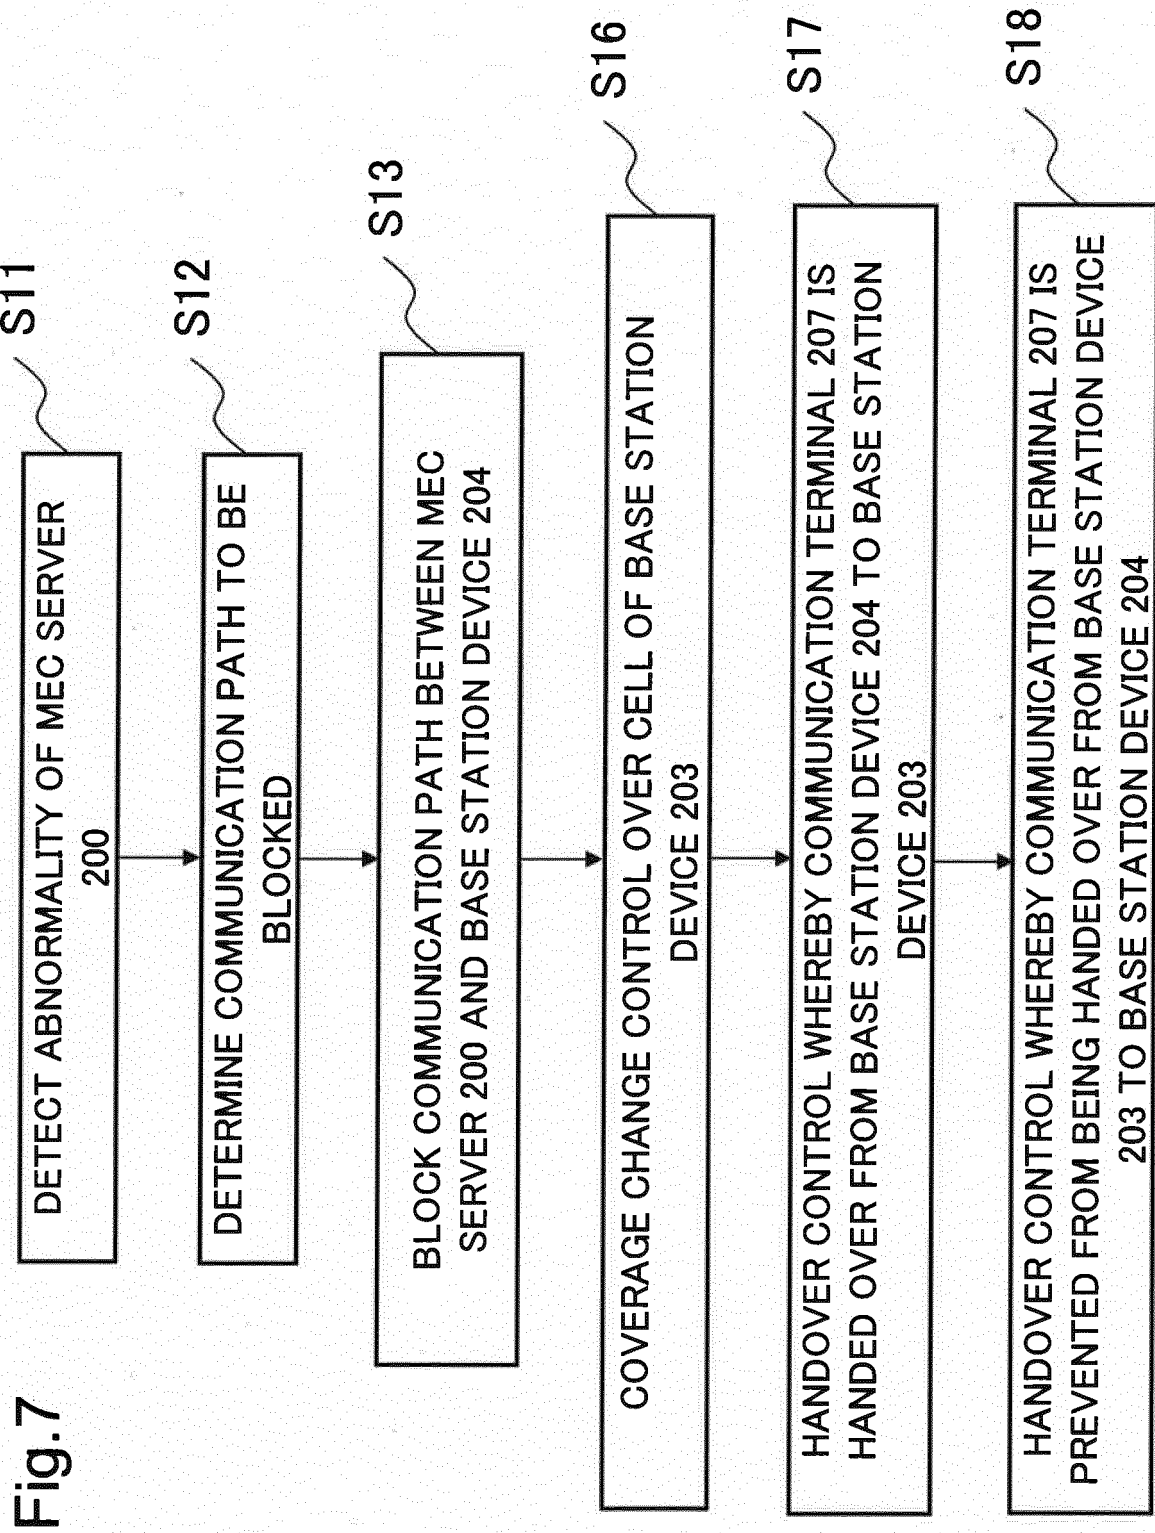 Fig.7
S11
DETECT ABNORMALITY OF MEC SERVER
200
S12
DETERMINE COMMUNICATION PATH TO BE
BLOCKED
S13
BLOCK COMMUNICATION PATH BETWEEN MEC
SERVER 200 AND BASE STATION DEVICE 204
S16
COVERAGE CHANGE CONTROL OVER CELL OF BASE STATION
DEVICE 203
S17
HANDOVER CONTROL WHEREBY COMMUNICATION TERMINAL 207 IS
HANDED OVER FROM BASE STATION DEVICE 204 TO BASE STATION
DEVICE 203
S18
HANDOVER CONTROL WHEREBY COMMUNICATION TERMINAL 207 IS
PREVENTED FROM BEING HANDED OVER FROM BASE STATION DEVICE
203 TO BASE STATION DEVICE 204